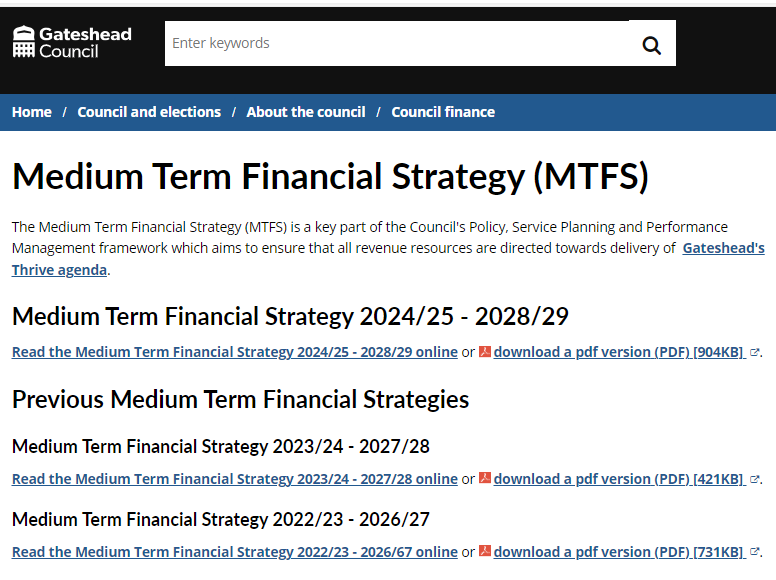 Gateshead
Council
Enter keywords
Home / Council and elections / About the council / Council finance
Medium Term Financial Strategy (MTFS)
The Medium Term Financial Strategy (MTFS) is a key part of the Council's Policy, Service Planning and Performance
Management framework which aims to ensure that all revenue resources are directed towards delivery of Gateshead's
Thrive agenda.
Medium Term Financial Strategy 2024/25 - 2028/29
Read the Medium Term Financial Strategy 2024/25 - 2028/29 online or download a pdf version (PDF) [904KB] .
Previous Medium Term Financial Strategies
Medium Term Financial Strategy 2023/24 - 2027/28
Read the Medium Term Financial Strategy 2023/24 - 2027/28 online or download a pdf version (PDF) [421KB] .
Medium Term Financial Strategy 2022/23 - 2026/27
Read the Medium Term Financial Strategy 2022/23 - 2026/67 online or download a pdf version (PDF) [731KB] .